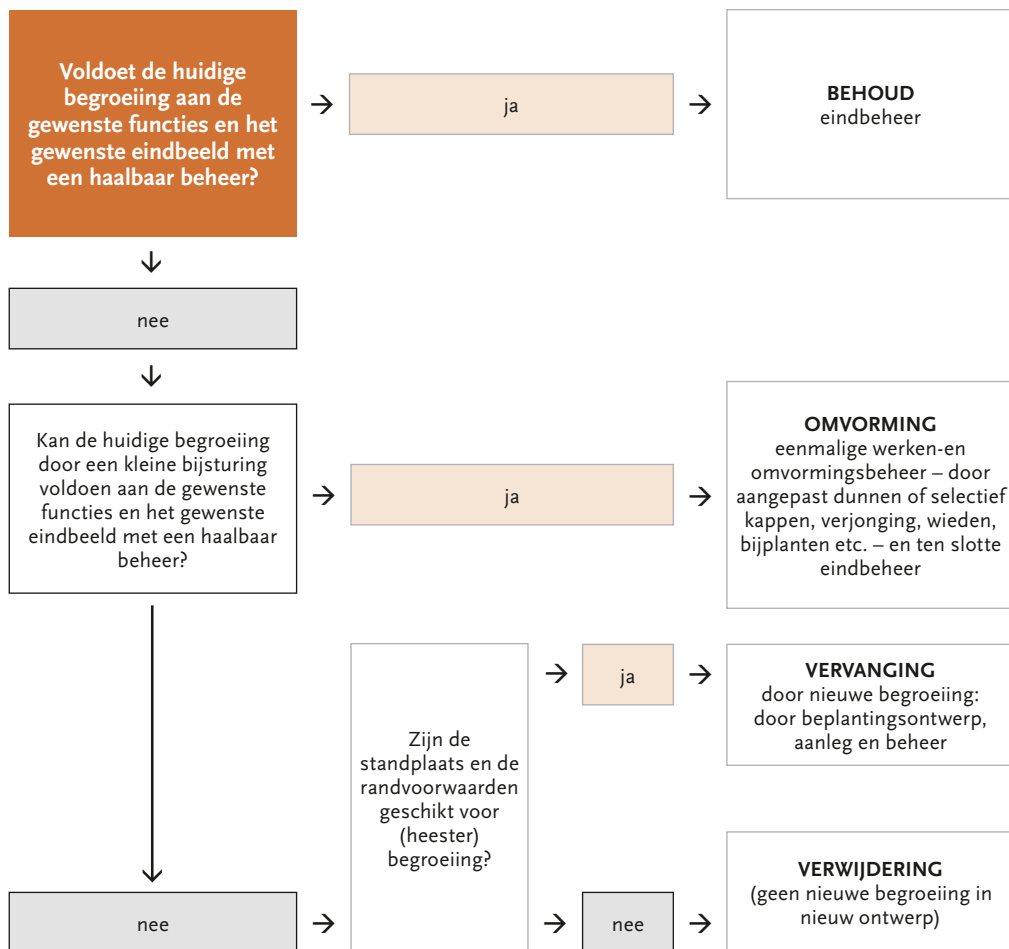 Voldoet de huidige
begroeiing aan de
gewenste functies en het
gewenste eindbeeld met
een haalbaar beheer?
ja
BEHOUD
eindbeheer
nee
Kan de huidige begroeiing
door een kleine bijsturing
voldoen aan de gewenste
functies en het gewenste
eindbeeld met een haalbaar
beheer?
ja
OMVORMING
eenmalige werken-en
omvormingsbeheer – door
aangepast dunnen of selectief
kappen, verjonging, wieden,
bijplanten etc. – en ten slotte
eindbeheer
nee
Zijn de
standplaats en de
randvoorwaarden
geschikt voor
(heester)
begroeiing?
ja
VERVANGING
door nieuwe begroeiing:
door beplantingsontwerp,
aanleg en beheer
nee
VERWIJDERING
(geen nieuwe begroeiing in
nieuw ontwerp)